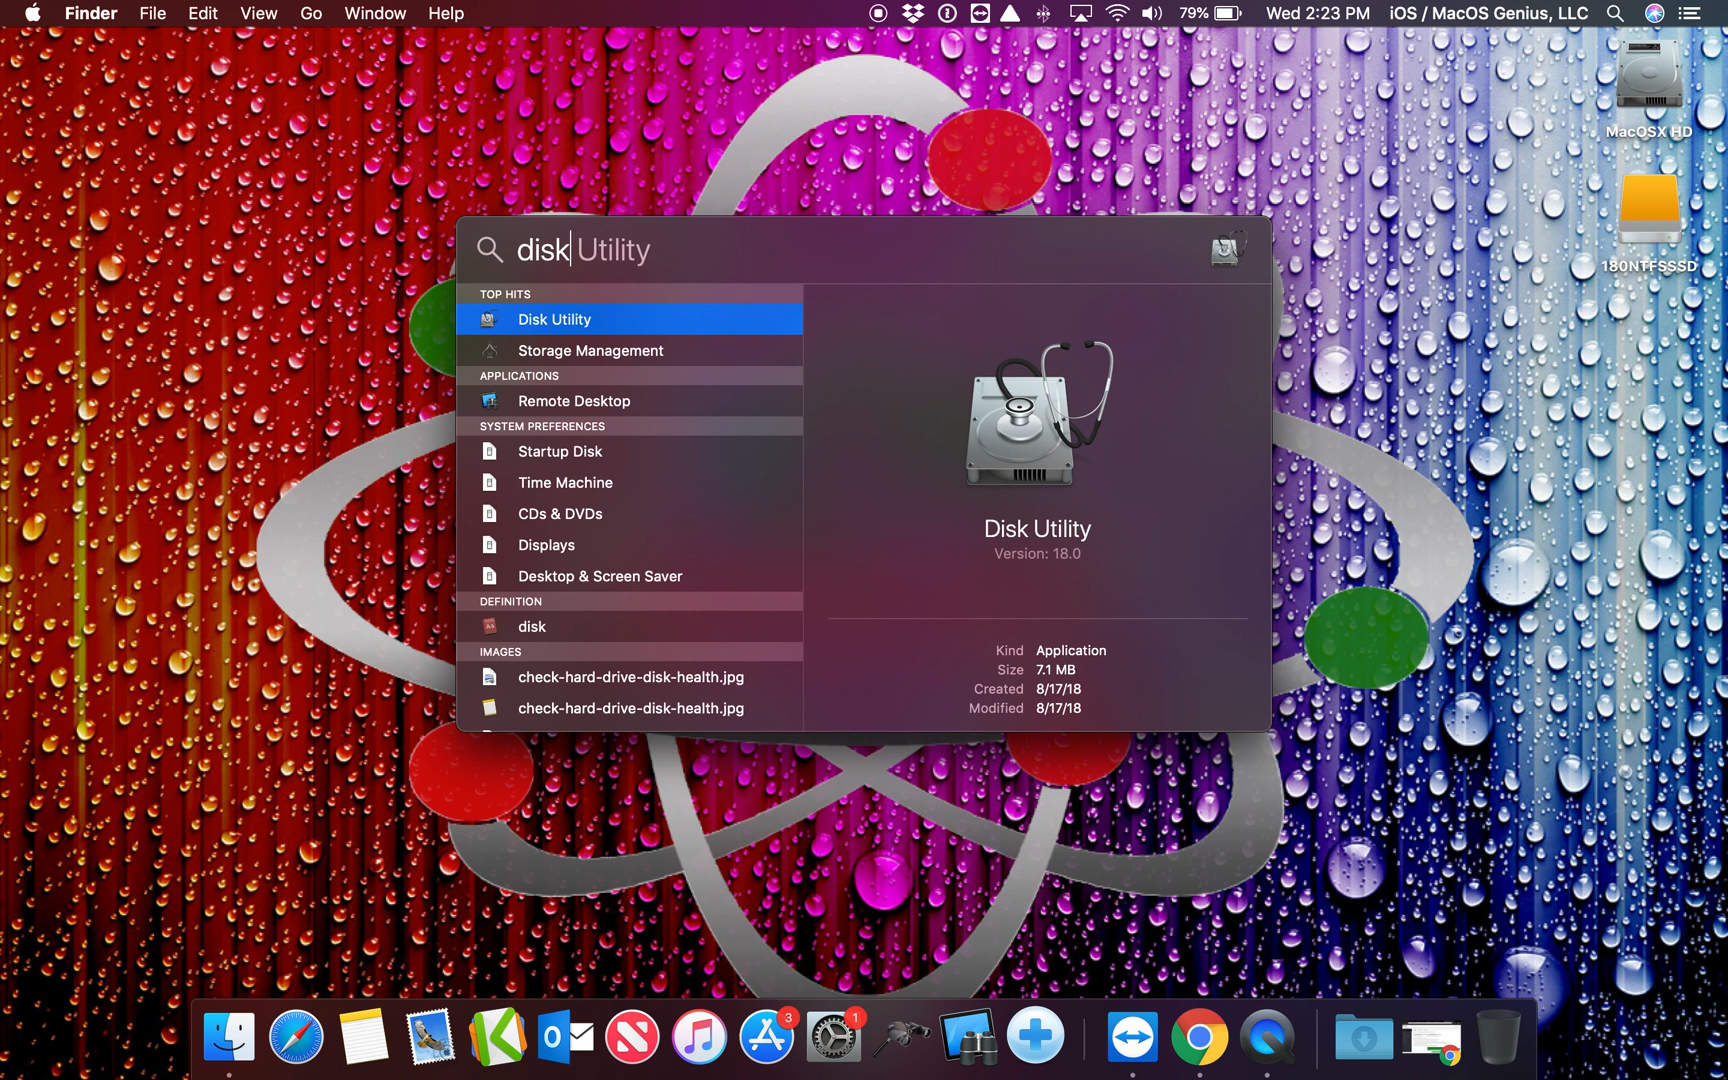 Finder File Edit View Go Window Help 79% Wed 2:23 PM iOS / MacOS Genius, LLC
MacOSX HD
180NTFSSSD
disk Utility
TOP HITS
Disk Utility
Storage Management
APPLICATIONS
Remote Desktop
SYSTEM PREFERENCES
Startup Disk
Time Machine
CDs & DVDs
Displays
Desktop & Screen Saver
DEFINITION
disk
IMAGES
check-hard-drive-disk-health.jpg
check-hard-drive-disk-health.jpg
Disk Utility
Version: 18.0
Kind Application
Size 7.1 MB
Created 8/17/18
Modified 8/17/18
3
1